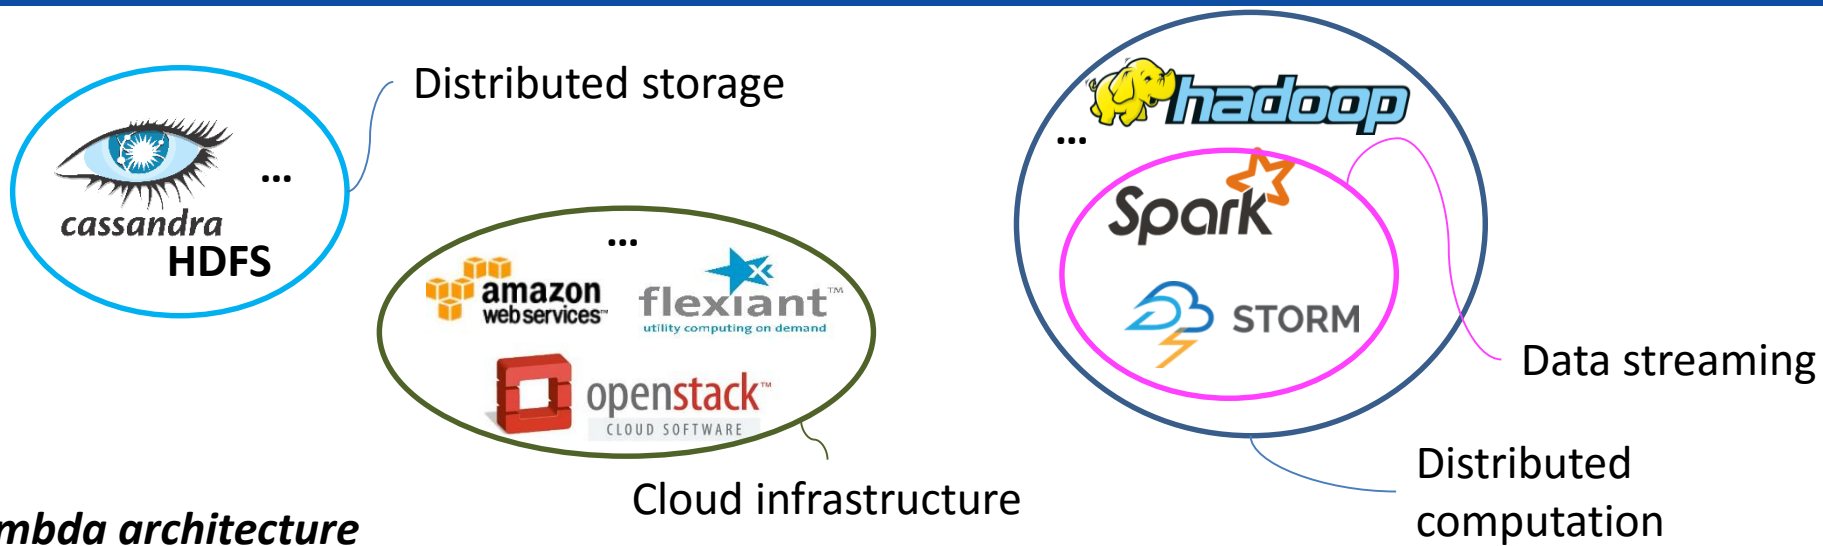 Distributed storage
...
cassandra
HDFS
...
amazon
webservices™
flexiant™
utility computing on demand
openstack™
CLOUD SOFTWARE
Cloud infrastructure
hadoop
...
Spark
STORM
Data streaming
Distributed
computation
mbda architecture